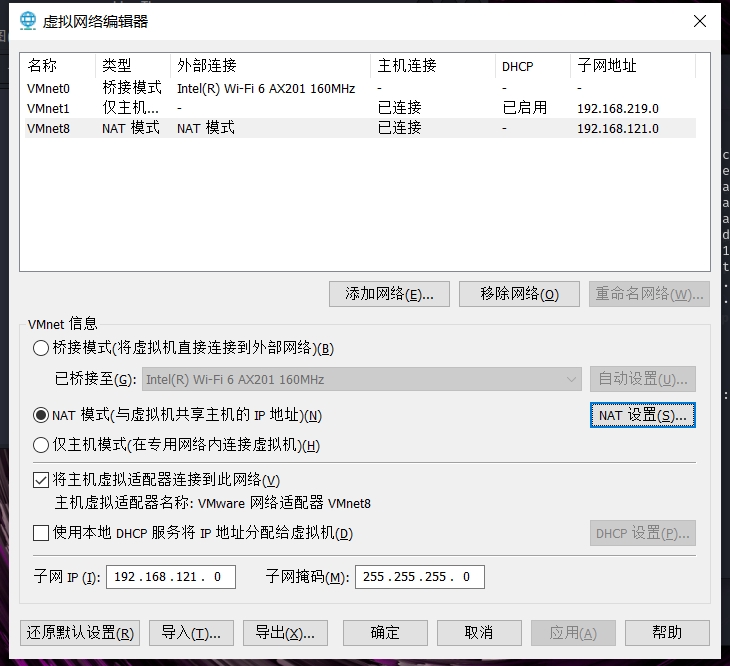 虚拟网络编辑器
名称 类型 外部连接 主机连接 DHCP 子网地址
VMnet0 桥接模式 Intel(R) Wi-Fi 6 AX201 160MHz - - -
VMnet1 仅主机... - 已连接 已启用 192.168.219.0
VMnet8 NAT 模式 NAT 模式 已连接 - 192.168.121.0
添加网络(E)... 移除网络(O) 重命名网络(W)...
VMnet 信息
桥接模式(将虚拟机直接连接到外部网络)(B)
已桥接至(G): Intel(R) Wi-Fi 6 AX201 160MHz 自动设置(U)...
NAT 模式(与虚拟机共享主机的 IP 地址)(N) NAT 设置(S)...
仅主机模式(在专用网络内连接虚拟机)(H)
将主机虚拟适配器连接到此网络(V)
主机虚拟适配器名称: VMware 网络适配器 VMnet8
使用本地 DHCP 服务将 IP 地址分配给虚拟机(D) DHCP 设置(P)...
子网 IP (I): 192.168.121. 0 子网掩码(M): 255.255.255. 0
还原默认设置(R) 导入(T)... 导出(X)... 确定 取消 应用(A) 帮助